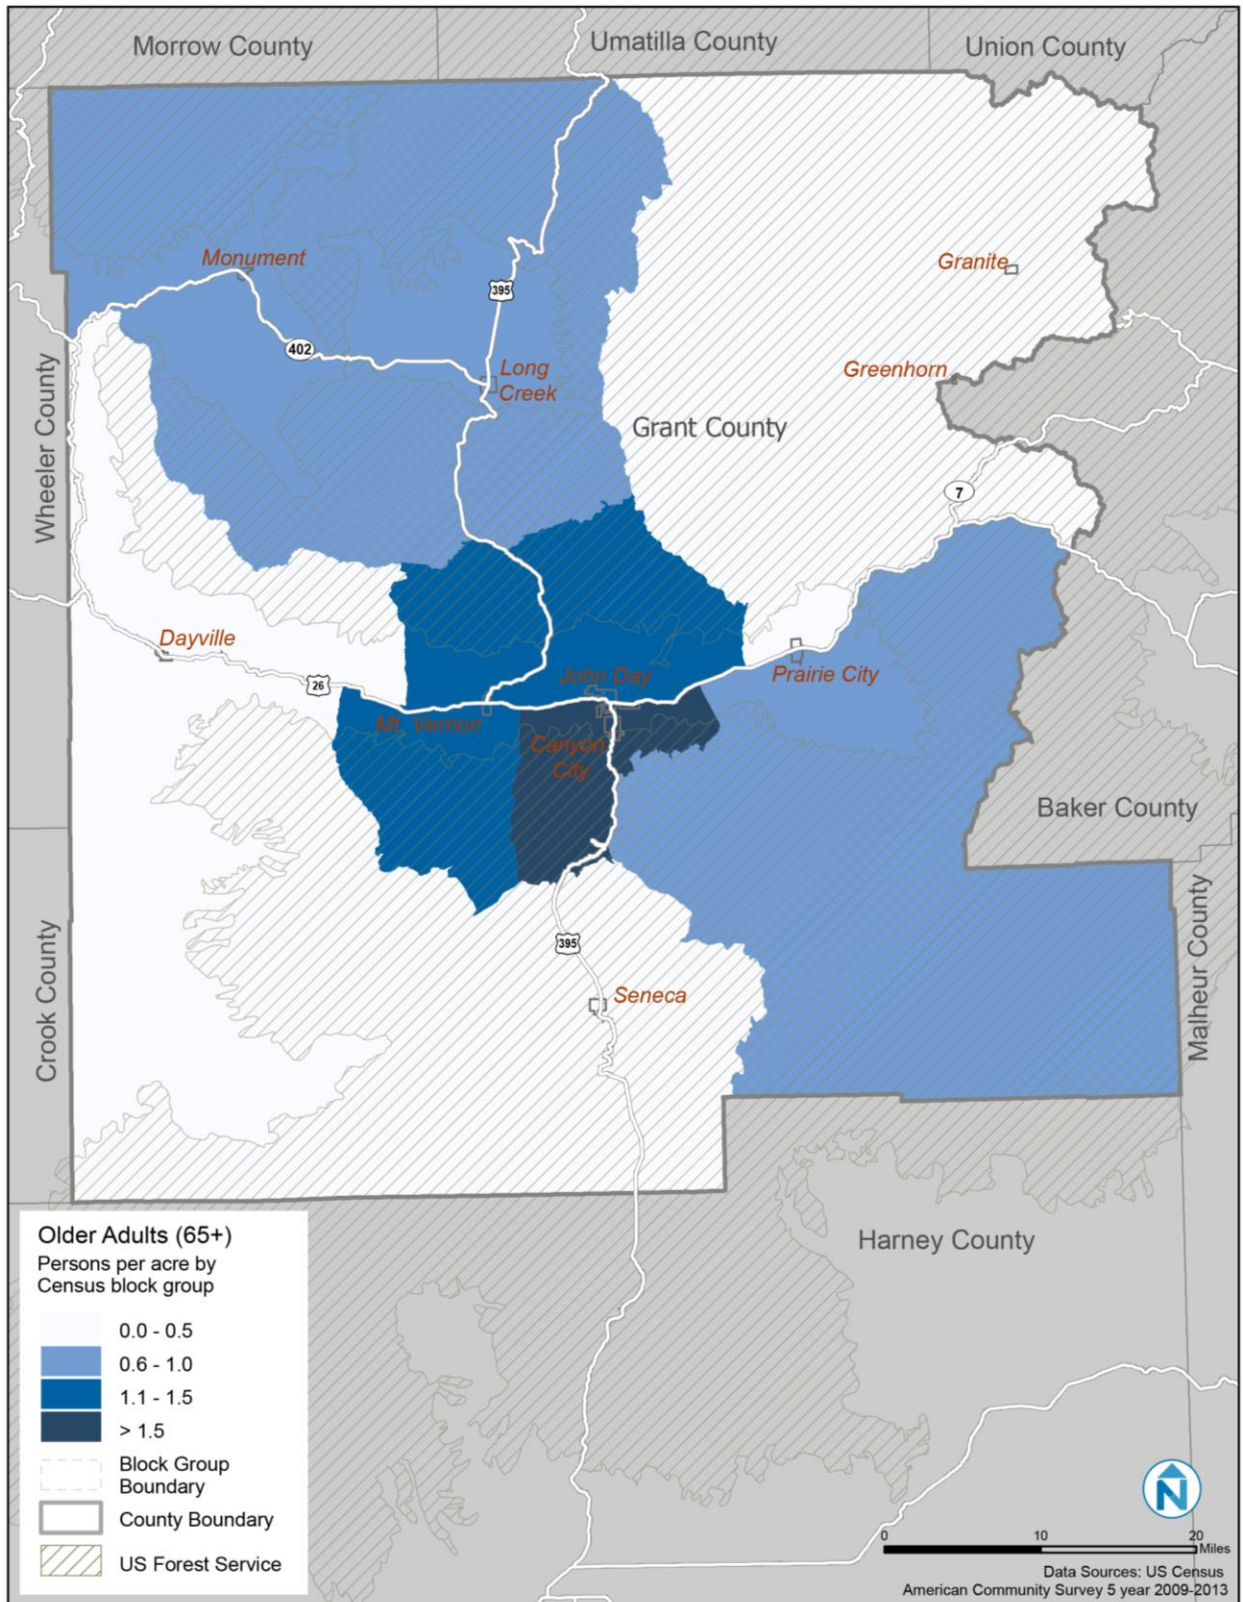 Morrow County
Umatilla County
Union County
Monument
Granite
395
402
Long
Creek
Greenhorn
Wheeler County
Grant County
7
Dayville
John Day
Prairie City
26
Mt. Vernon
Canyon
City
Baker County
Malheur County
Crook County
395
Seneca
Harney County
Older Adults (65+)
Persons per acre by
Census block group
0.0 - 0.5
0.6 - 1.0
1.1 - 1.5
> 1.5
Block Group
Boundary
County Boundary
US Forest Service
N
0 10 20
Miles
Data Sources: US Census
American Community Survey 5 year 2009-2013